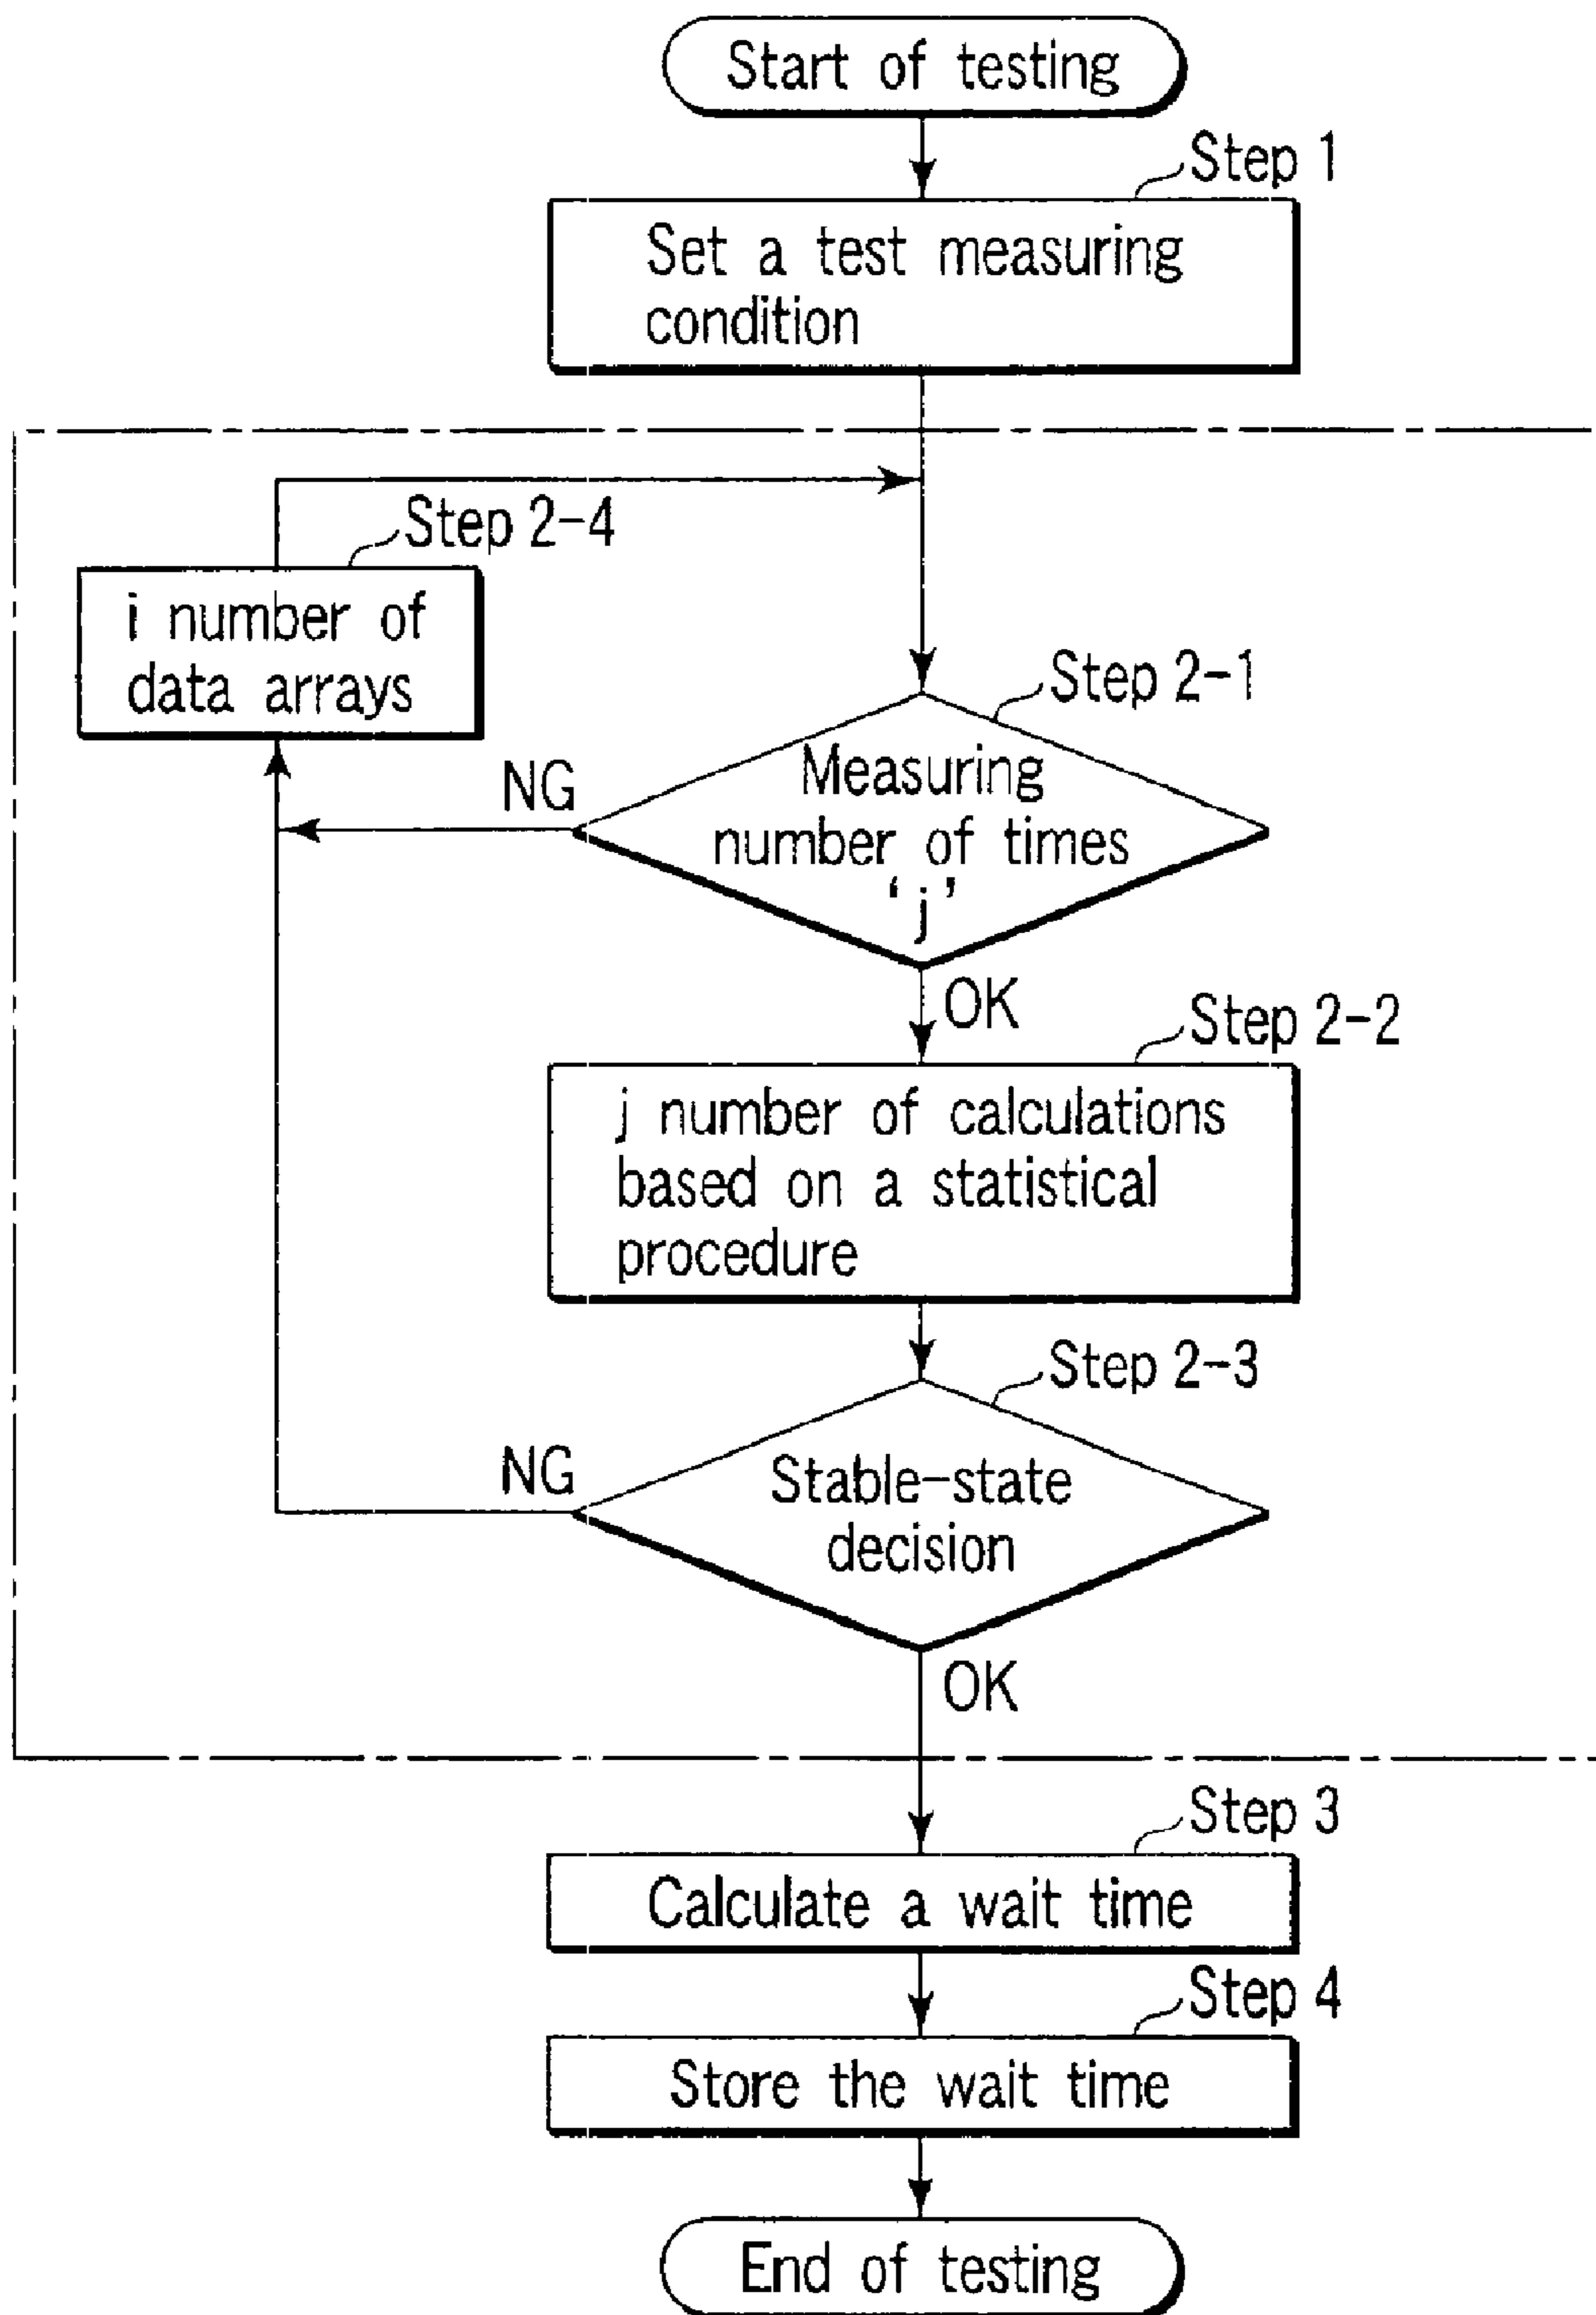 Start of testing
Step 1
Set a test measuring
condition
Step 2-4
i number of
data arrays
Step 2-1
Measuring
number of times
‘j’
NG
OK
Step 2-2
j number of calculations
based on a statistical
procedure
Step 2-3
Stable-state
decision
NG
OK
Step 3
Calculate a wait time
Step 4
Store the wait time
End of testing